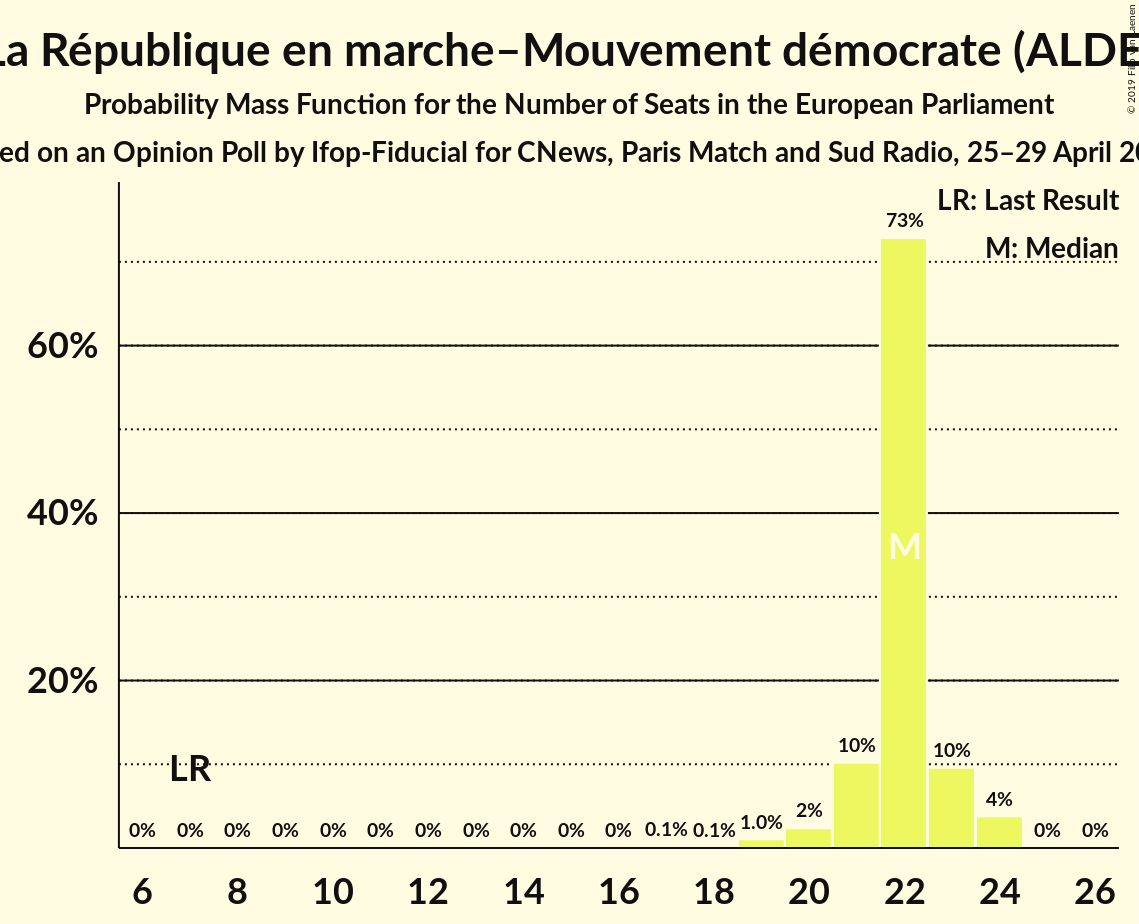 La République en marche–Mouvement démocrate (ALDE
Probability Mass Function for the Number of Seats in the European Parliament
ed on an Opinion Poll by Ifop-Fiducial for CNews, Paris Match and Sud Radio, 25–29 April 20
© 2019
LR: Last Result
M: Median
73%
60%
40%
M
20%
10% 10%
LR
4%
2%
1.0%
0% 0% 0% 0% 0% 0% 0% 0% 0% 0% 0% 0.1% 0.1% 0% 0%
6 8 10 12 14 16 18 20 22 24 26